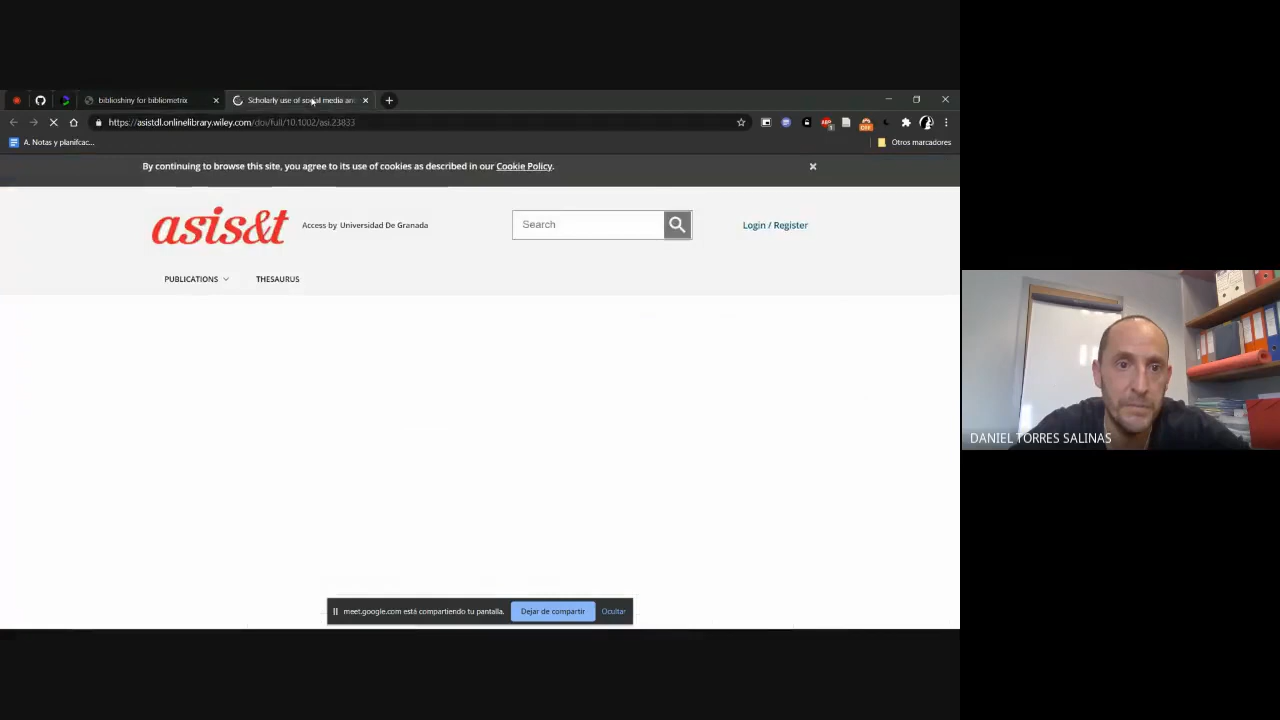 biblioshiny for bibliometrix
Scholarly use of social media an
https://asistdl.onlinelibrary.wiley.com/doi/full/10.1002/asi.23833
A. Notas y planifcac...
Otros marcadores
By continuing to browse this site, you agree to its use of cookies as described in our Cookie Policy.
asis&t
Access by Universidad De Granada
Search
Login / Register
PUBLICATIONS
THESAURUS
DANIEL TORRES SALINAS
meet.google.com está compartiendo tu pantalla.
Dejar de compartir
Ocultar